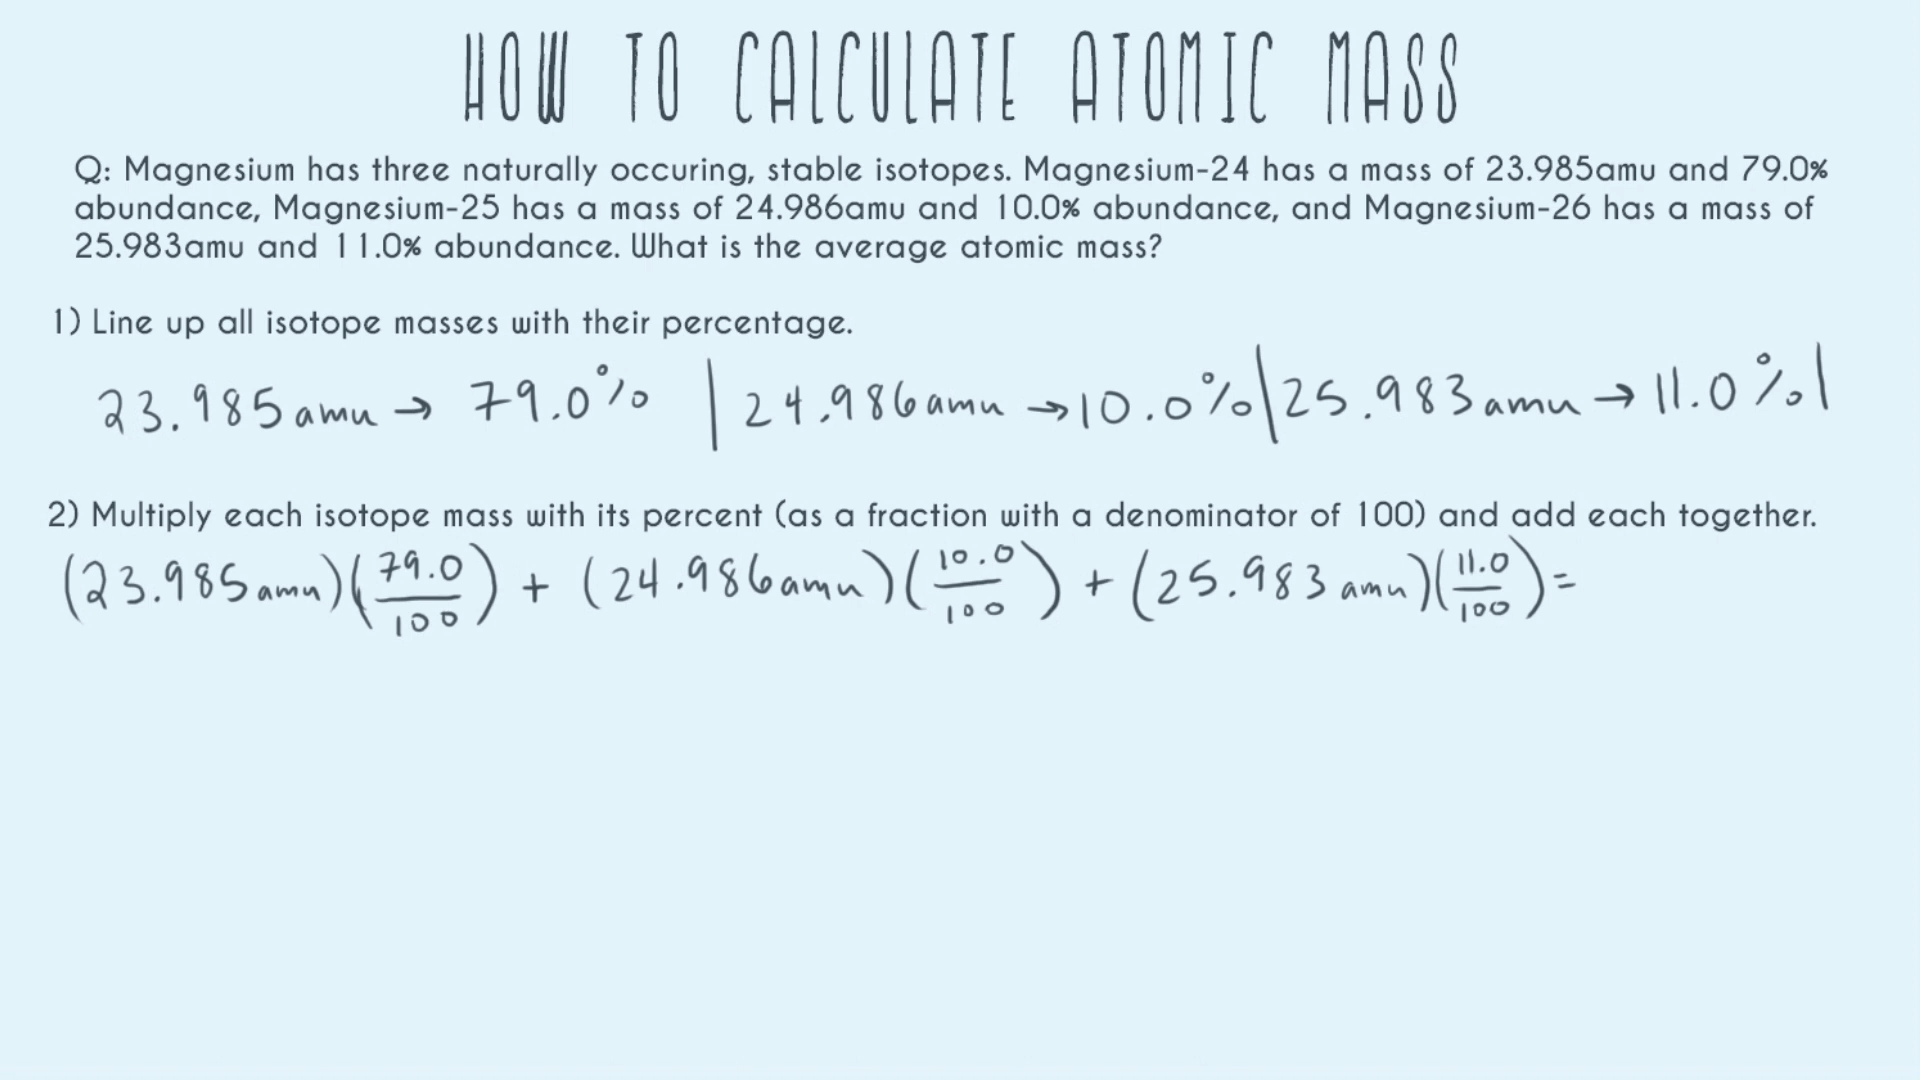 HOW TO CALCULATE ATOMIC MASS
Q: Magnesium has three naturally occuring, stable isotopes. Magnesium-24 has a mass of 23.985amu and 79.0%
abundance, Magnesium-25 has a mass of 24.986amu and 10.0% abundance, and Magnesium-26 has a mass of
25.983amu and 11.0% abundance. What is the average atomic mass?
1) Line up all isotope masses with their percentage.
23.985amu → 79.0% | 24.986amu → 10.0% | 25.983amu → 11.0% |
2) Multiply each isotope mass with its percent (as a fraction with a denominator of 100) and add each together.
(23.985amu)(79.0/100) + (24.986amu)(10.0/100) + (25.983amu)(11.0/100) =